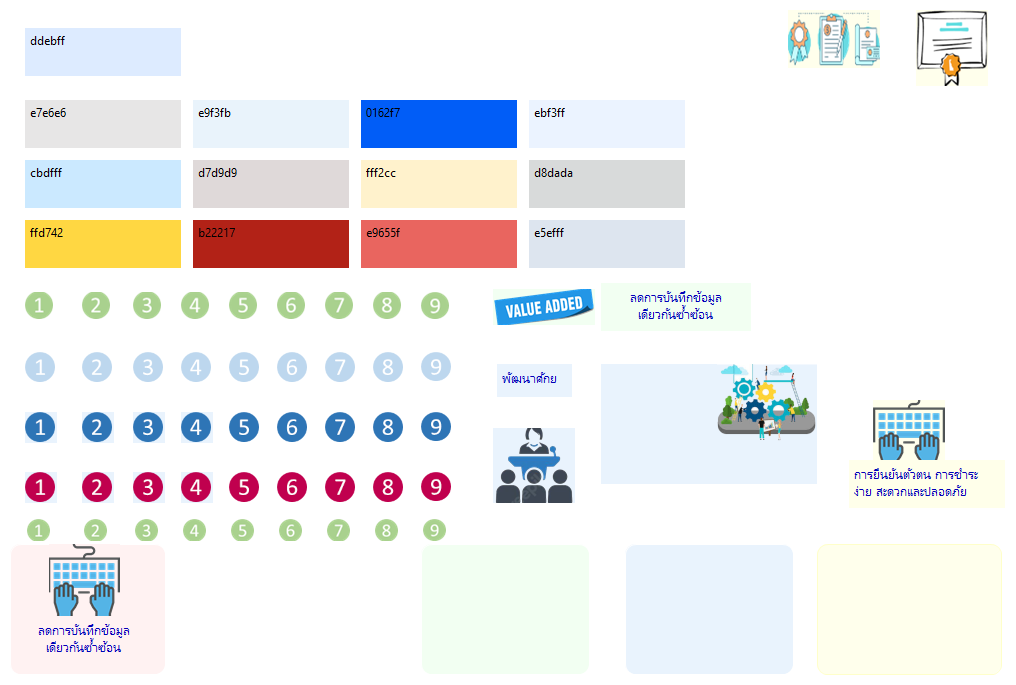 ddebff
e7e6e6
e9f3fb
0162f7
ebf3ff
cbdfff
d7d9d9
fff2cc
d8dada
ffd742
b22217
e9655f
e5efff
1 2 3 4 5 6 7 8 9
VALUE ADDED
ลดการบันทึกข้อมูล
เดียวกันซ้ำซ้อน
1 2 3 4 5 6 7 8 9
พัฒนาศักย
1 2 3 4 5 6 7 8 9
การยืนยันตัวตน การชำระ
ง่าย สะดวกและปลอดภัย
1 2 3 4 5 6 7 8 9
1 2 3 4 5 6 7 8 9
ลดการบันทึกข้อมูล
เดียวกันซ้ำซ้อน